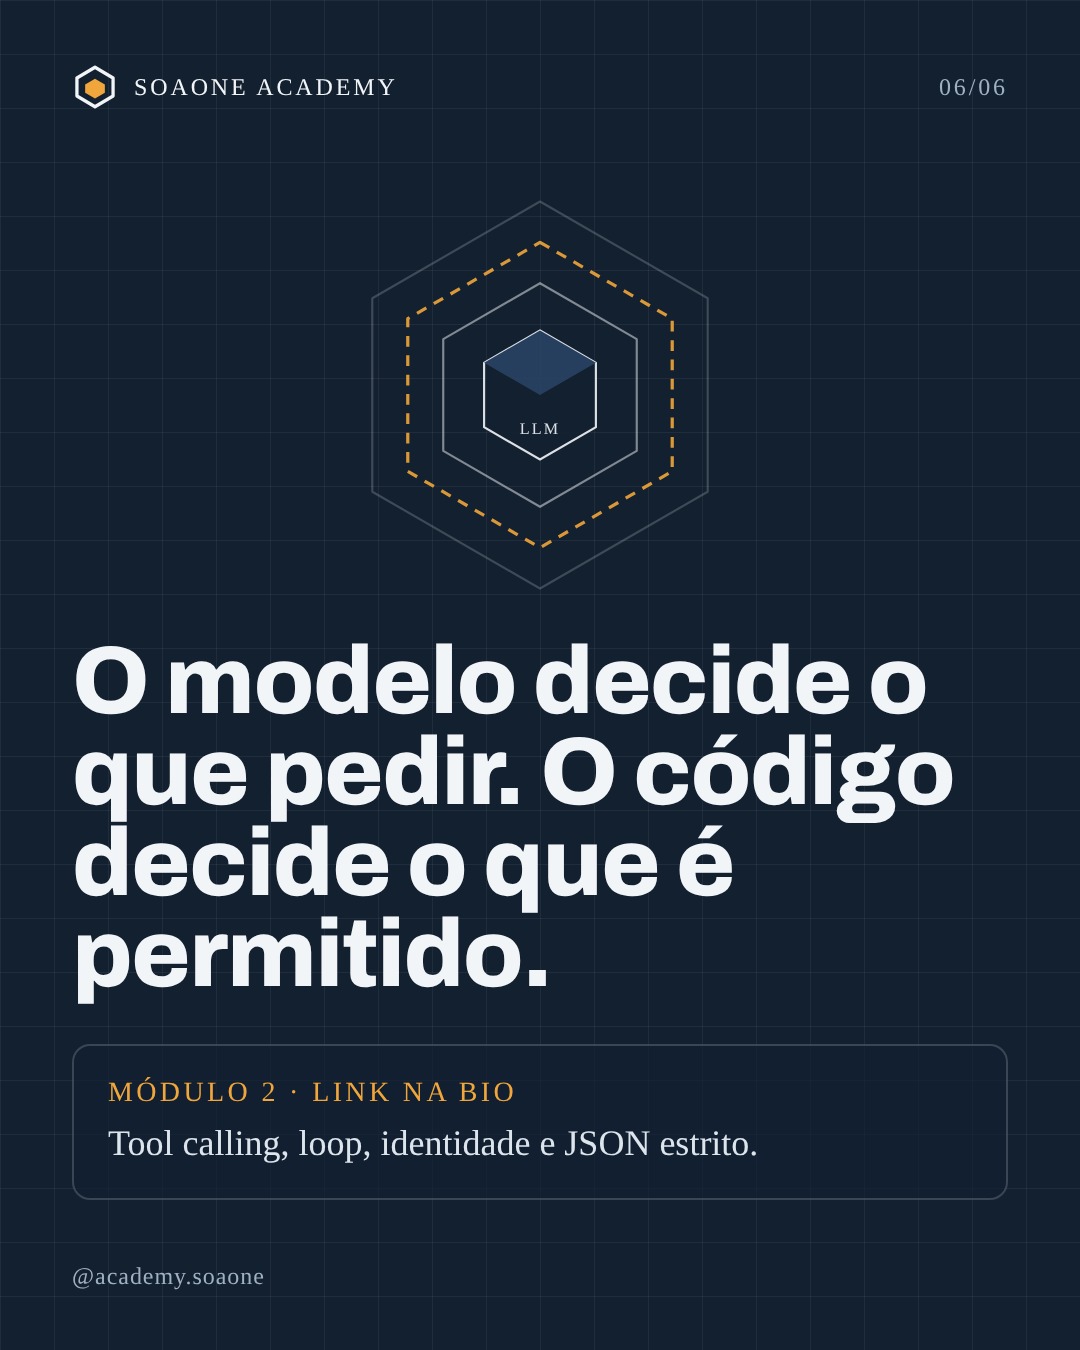 SOAONE ACADEMY
06/06
LLM
O modelo decide o
que pedir. O código
decide o que é
permitido.
MÓDULO 2 · LINK NA BIO
Tool calling, loop, identidade e JSON estrito.
@academy.soaone